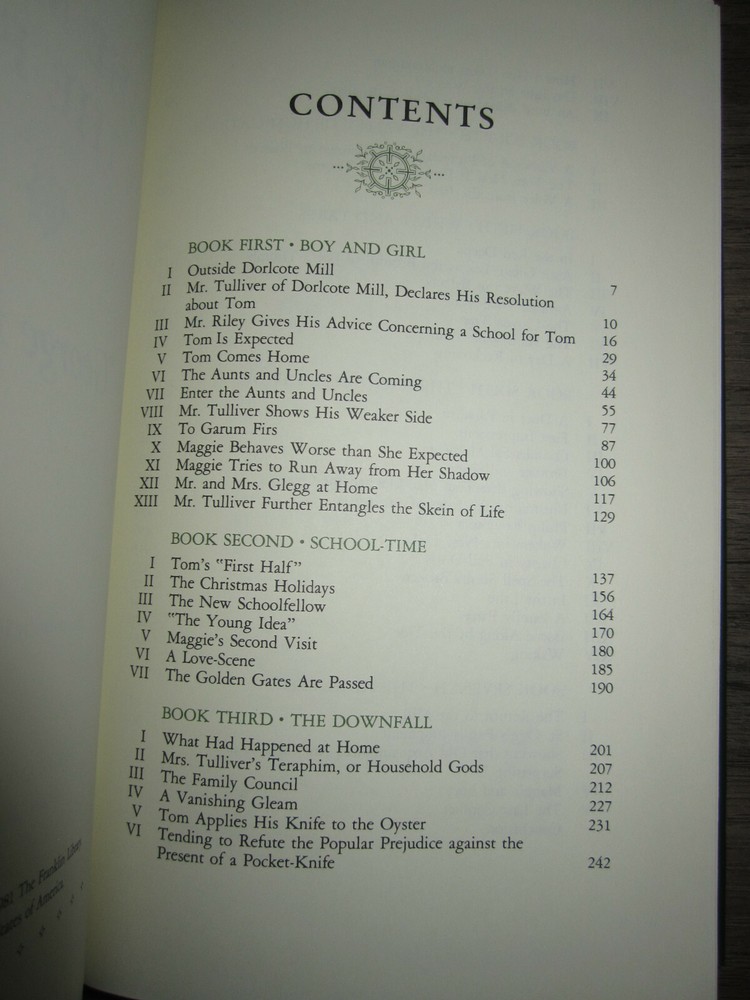 The Franklin
States of America
CONTENTS
BOOK FIRST • BOY AND GIRL
I Outside Dorlcote Mill 7
II Mr. Tulliver of Dorlcote Mill, Declares His Resolution
about Tom 10
III Mr. Riley Gives His Advice Concerning a School for Tom 16
IV Tom Is Expected 29
V Tom Comes Home 34
VI The Aunts and Uncles Are Coming 44
VII Enter the Aunts and Uncles 55
VIII Mr. Tulliver Shows His Weaker Side 77
IX To Garum Firs 87
X Maggie Behaves Worse than She Expected 100
XI Maggie Tries to Run Away from Her Shadow 106
XII Mr. and Mrs. Glegg at Home 117
XIII Mr. Tulliver Further Entangles the Skein of Life 129
BOOK SECOND • SCHOOL-TIME
I Tom's "First Half" 137
II The Christmas Holidays 156
III The New Schoolfellow 164
IV "The Young Idea" 170
V Maggie's Second Visit 180
VI A Love-Scene 185
VII The Golden Gates Are Passed 190
BOOK THIRD • THE DOWNFALL
I What Had Happened at Home 201
II Mrs. Tulliver's Teraphim, or Household Gods 207
III The Family Council 212
IV A Vanishing Gleam 227
V Tom Applies His Knife to the Oyster 231
VI Tending to Refute the Popular Prejudice against the
Present of a Pocket-Knife 242